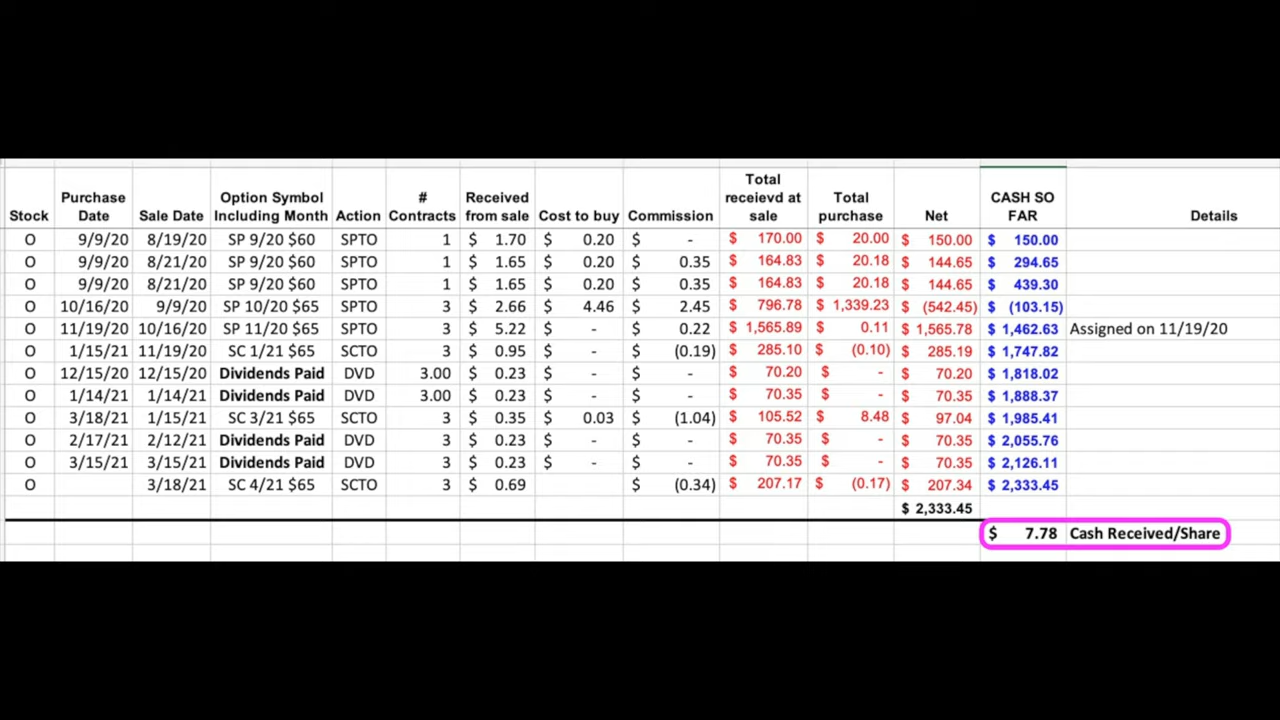 Stock Purchase Date Sale Date Option Symbol Including Month Action # Contracts Received from sale Cost to buy Commission Total receievd at sale Total purchase Net CASH SO FAR Details
O 9/9/20 8/19/20 SP 9/20 $60 SPTO 1 $ 1.70 $ 0.20 $ - $ 170.00 $ 20.00 $ 150.00 $ 150.00
O 9/9/20 8/21/20 SP 9/20 $60 SPTO 1 $ 1.65 $ 0.20 $ 0.35 $ 164.83 $ 20.18 $ 144.65 $ 294.65
O 9/9/20 8/21/20 SP 9/20 $60 SPTO 1 $ 1.65 $ 0.20 $ 0.35 $ 164.83 $ 20.18 $ 144.65 $ 439.30
O 10/16/20 9/9/20 SP 10/20 $65 SPTO 3 $ 2.66 $ 4.46 $ 2.45 $ 796.78 $ 1,339.23 $ (542.45) $ (103.15)
O 11/19/20 10/16/20 SP 11/20 $65 SPTO 3 $ 5.22 $ - $ 0.22 $ 1,565.89 $ 0.11 $ 1,565.78 $ 1,462.63 Assigned on 11/19/20
O 1/15/21 11/19/20 SC 1/21 $65 SCTO 3 $ 0.95 $ - $ (0.19) $ 285.10 $ (0.10) $ 285.19 $ 1,747.82
O 12/15/20 12/15/20 Dividends Paid DVD 3.00 $ 0.23 $ - $ - $ 70.20 $ - $ 70.20 $ 1,818.02
O 1/14/21 1/14/21 Dividends Paid DVD 3.00 $ 0.23 $ - $ - $ 70.35 $ - $ 70.35 $ 1,888.37
O 3/18/21 1/15/21 SC 3/21 $65 SCTO 3 $ 0.35 $ 0.03 $ (1.04) $ 105.52 $ 8.48 $ 97.04 $ 1,985.41
O 2/17/21 2/12/21 Dividends Paid DVD 3 $ 0.23 $ - $ - $ 70.35 $ - $ 70.35 $ 2,055.76
O 3/15/21 3/15/21 Dividends Paid DVD 3 $ 0.23 $ - $ - $ 70.35 $ - $ 70.35 $ 2,126.11
O 3/18/21 SC 4/21 $65 SCTO 3 $ 0.69 $ (0.34) $ 207.17 $ (0.17) $ 207.34 $ 2,333.45
$ 2,333.45
$ 7.78 Cash Received/Share